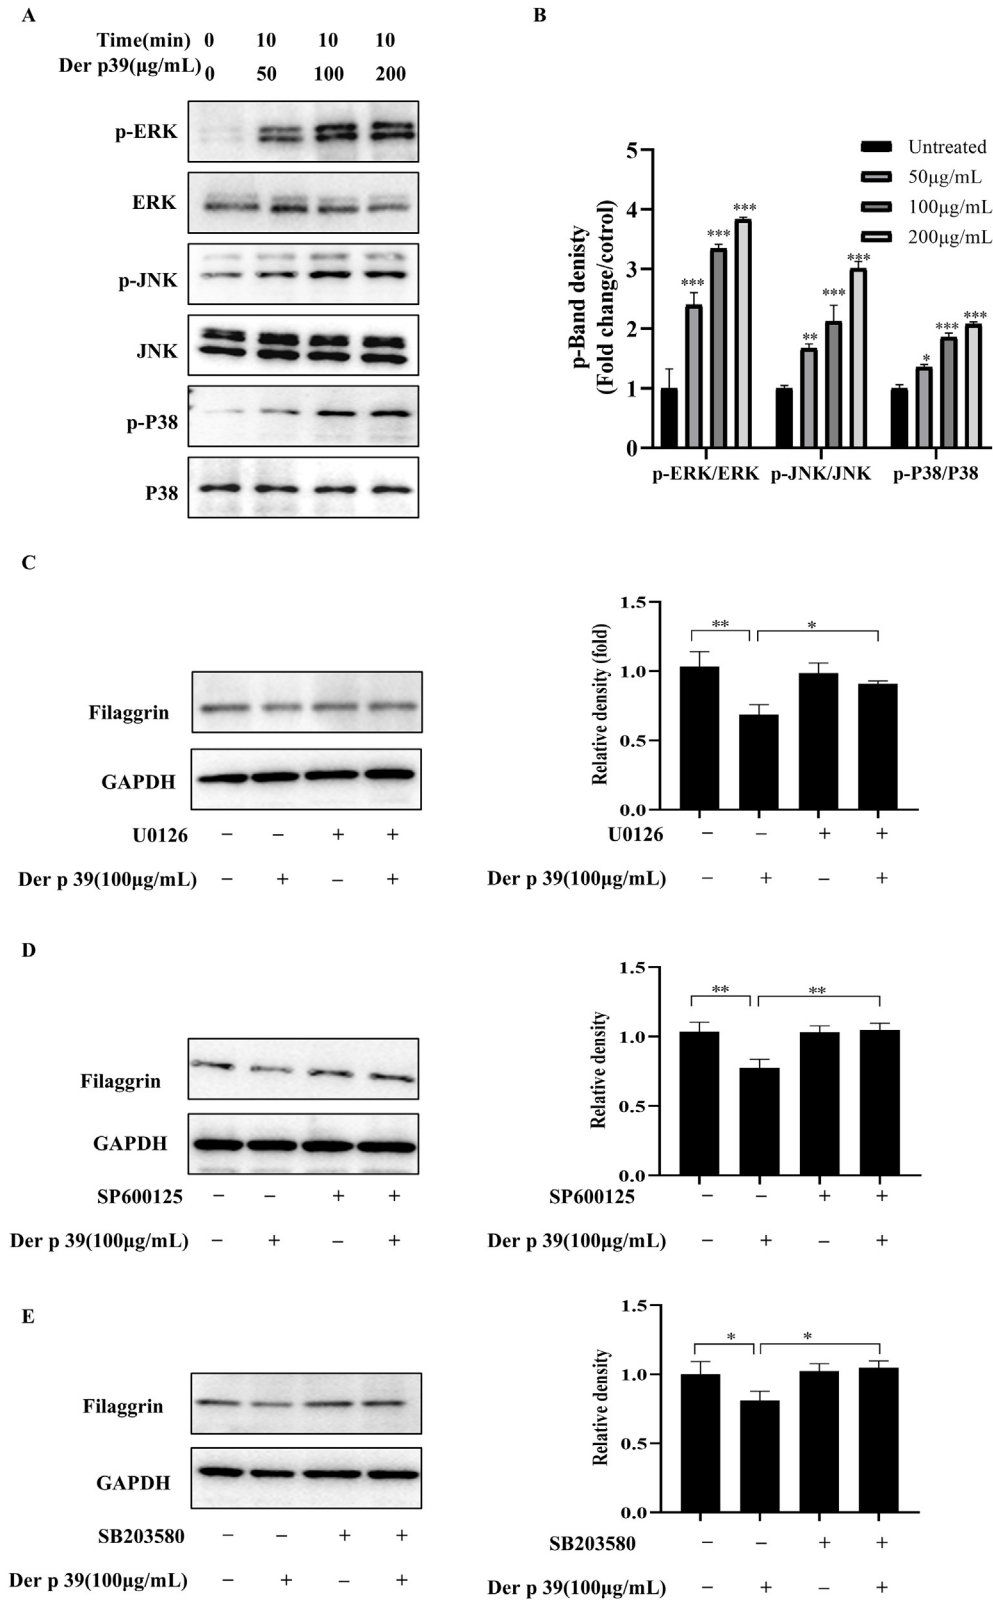 A
Time(min) 0 10 10 10
Der p39(μg/mL) 0 50 100 200
p-ERK
ERK
p-JNK
JNK
p-P38
P38
B
Untreated
50μg/mL
100μg/mL
200μg/mL
p-Band denisty
(Fold change/cotrol)
5
4
3
2
1
0
*** *** ***
** *** ***
* *** ***
p-ERK/ERK p-JNK/JNK p-P38/P38
C
Filaggrin
GAPDH
U0126 − − + +
Der p 39(100μg/mL) − + − +
Relative density (fold)
1.5
1.0
0.5
0.0
** *
U0126 − − + +
Der p 39(100μg/mL) − + − +
D
Filaggrin
GAPDH
SP600125 − − + +
Der p 39(100μg/mL) − + − +
Relative density
1.5
1.0
0.5
0.0
** **
SP600125 − − + +
Der p 39(100μg/mL) − + − +
E
Filaggrin
GAPDH
SB203580 − − + +
Der p 39(100μg/mL) − + − +
Relative density
1.5
1.0
0.5
0.0
* *
SB203580 − − + +
Der p 39(100μg/mL) − + − +